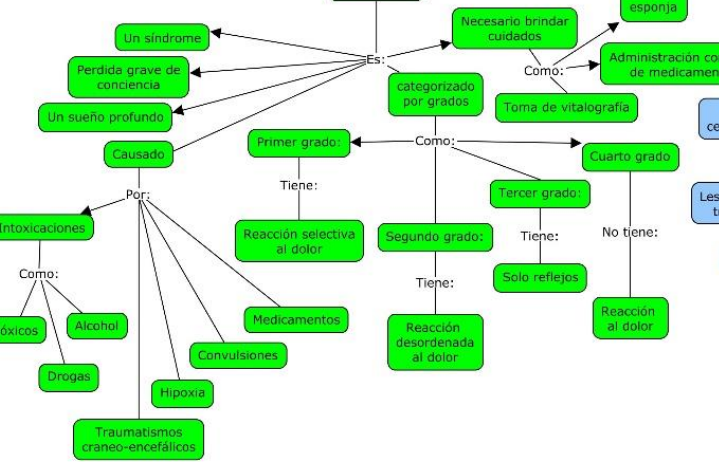 esponja
Necesario brindar
cuidados
Un síndrome
Es:
Como:
Administración co
de medicamen
Perdida grave de
conciencia
categorizado
por grados
Toma de vitalografía
Un sueño profundo
ce
Causado
Primer grado:
Como:
Cuarto grado
Por:
Tiene:
Tercer grado:
Les
t
Intoxicaciones
Reacción selectiva
al dolor
Segundo grado:
Tiene:
No tiene:
Como:
Tiene:
Solo reflejos
óxicos
Alcohol
Medicamentos
Reacción
desordenada
al dolor
Reacción
al dolor
Convulsiones
Drogas
Hipoxia
Traumatismos
craneo-encefálicos